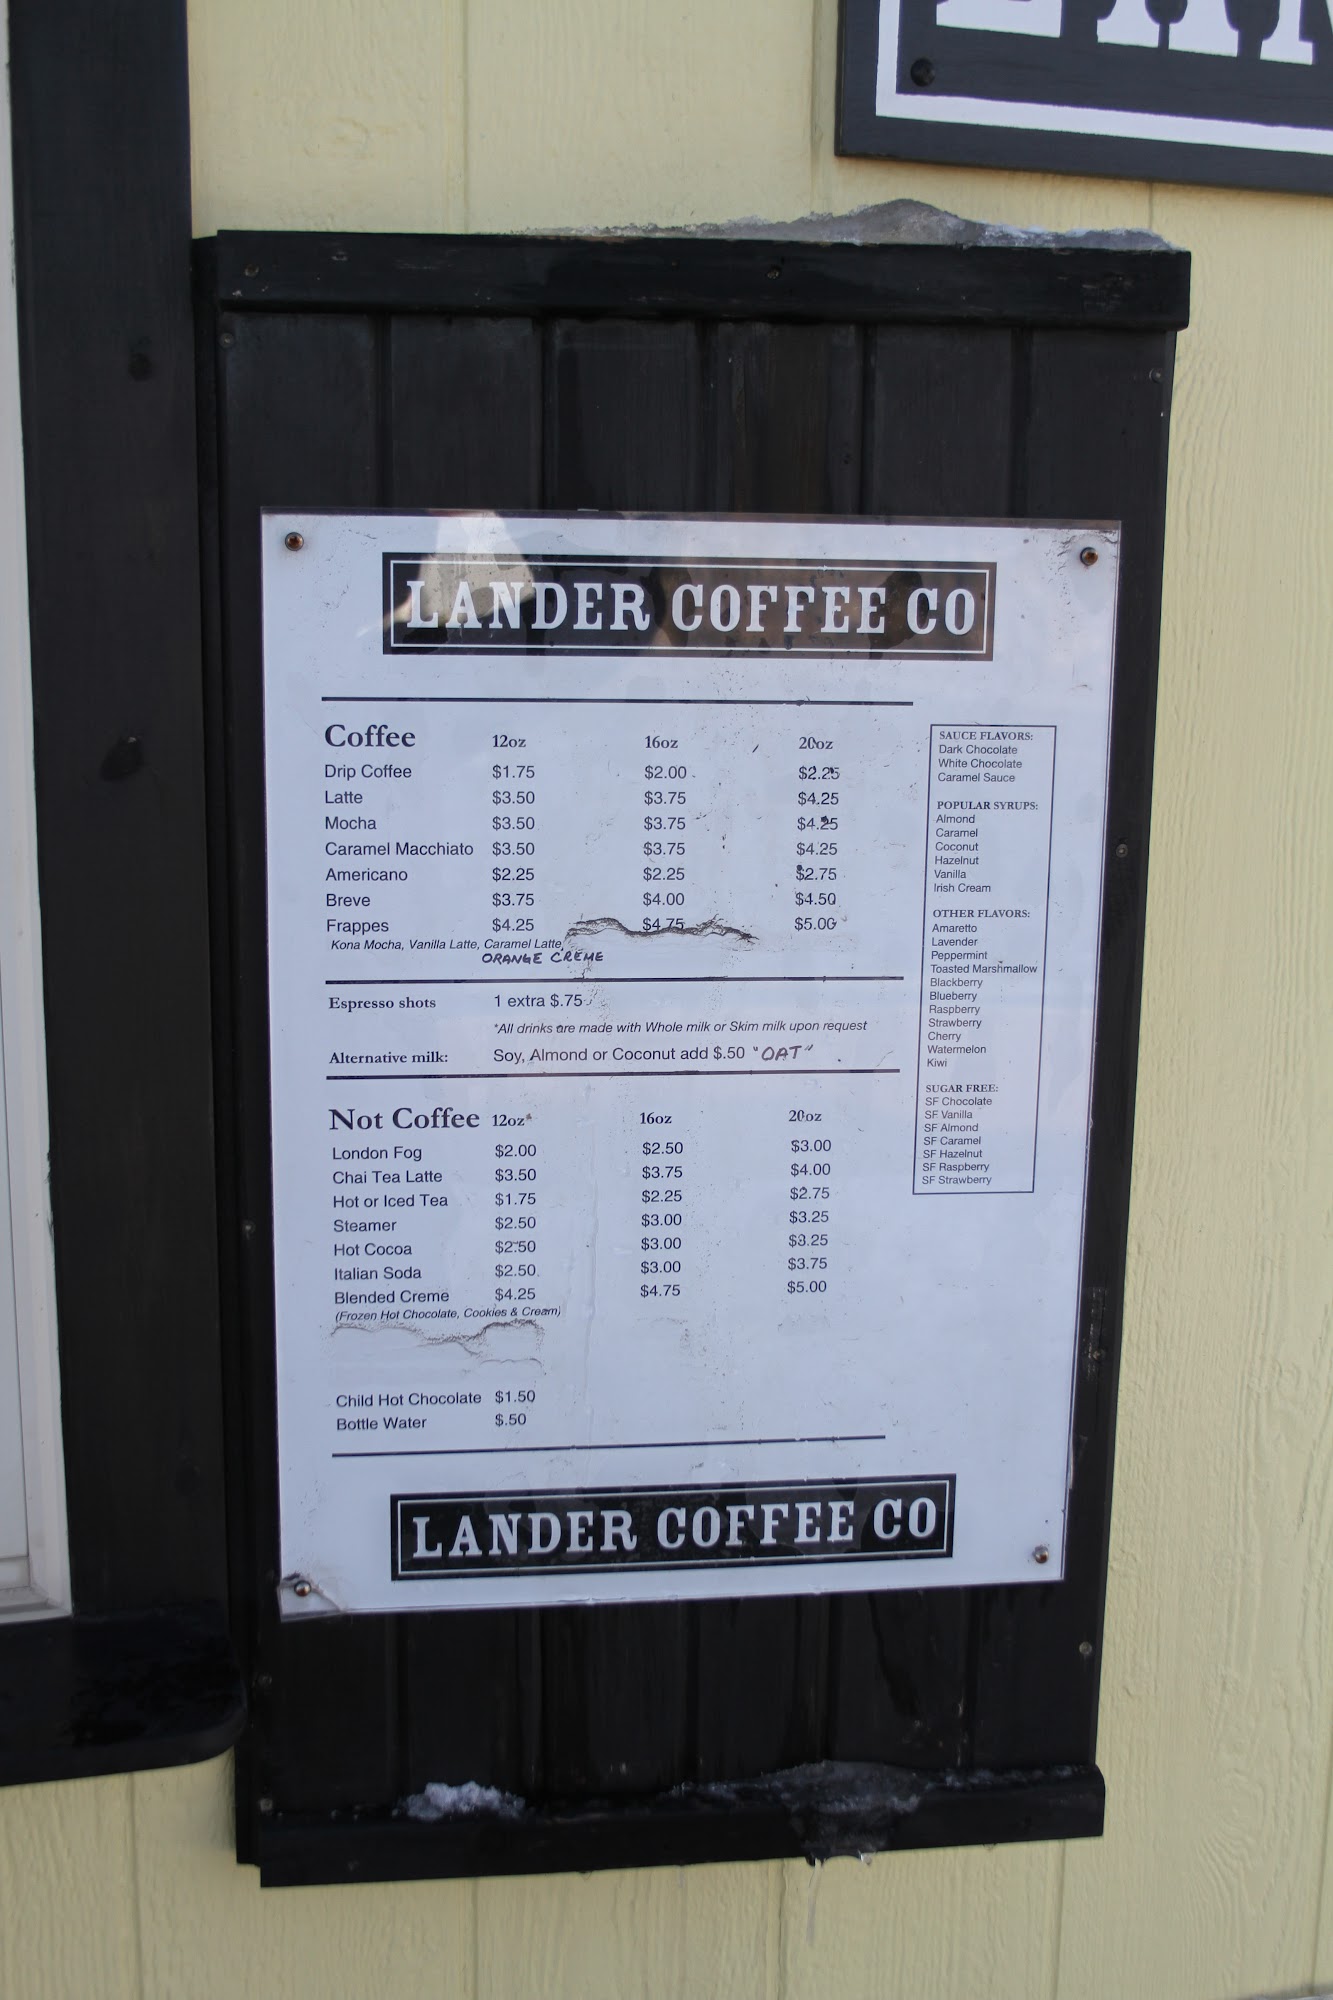 LANDER COFFEE CO
Coffee 12oz 16oz 20oz
Drip Coffee $1.75 $2.00 $2.25
Latte $3.50 $3.75 $4.25
Mocha $3.50 $3.75 $4.25
Caramel Macchiato $3.50 $3.75 $4.25
Americano $2.25 $2.25 $2.75
Breve $3.75 $4.00 $4.50
Frappes $4.25 $4.75 $5.00
Kona Mocha, Vanilla Latte, Caramel Latte,
ORANGE CREME
Espresso shots 1 extra $.75
*All drinks are made with Whole milk or Skim milk upon request
Alternative milk: Soy, Almond or Coconut add $.50 "OAT"
Not Coffee 12oz 16oz 20oz
London Fog $2.00 $2.50 $3.00
Chai Tea Latte $3.50 $3.75 $4.00
Hot or Iced Tea $1.75 $2.25 $2.75
Steamer $2.50 $3.00 $3.25
Hot Cocoa $2.50 $3.00 $3.25
Italian Soda $2.50 $3.00 $3.75
Blended Creme $4.25 $4.75 $5.00
(Frozen Hot Chocolate, Cookies & Cream)
Child Hot Chocolate $1.50
Bottle Water $.50
SAUCE FLAVORS:
Dark Chocolate
White Chocolate
Caramel Sauce
POPULAR SYRUPS:
Almond
Caramel
Coconut
Hazelnut
Vanilla
Irish Cream
OTHER FLAVORS:
Amaretto
Lavender
Peppermint
Toasted Marshmallow
Blackberry
Blueberry
Raspberry
Strawberry
Cherry
Watermelon
Kiwi
SUGAR FREE:
SF Chocolate
SF Vanilla
SF Almond
SF Caramel
SF Hazelnut
SF Raspberry
SF Strawberry
LANDER COFFEE CO